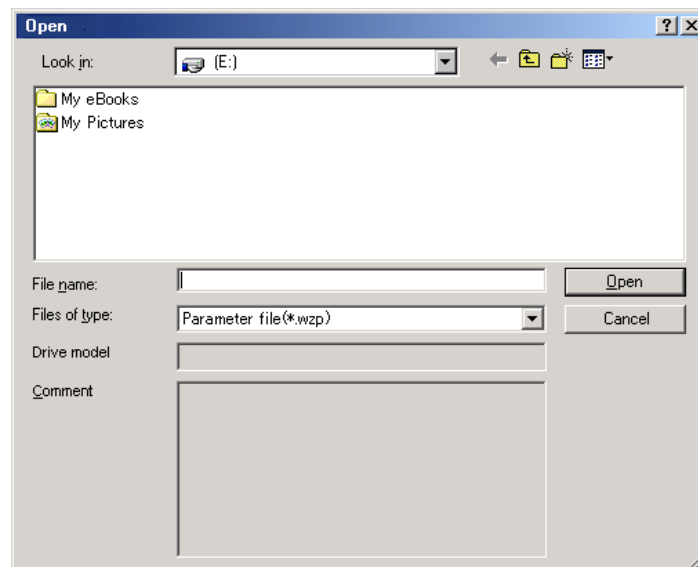 Open
Look in:
(E:)
My eBooks
My Pictures
File name:
Open
Files of type:
Parameter file(*.wzp)
Cancel
Drive model
Comment